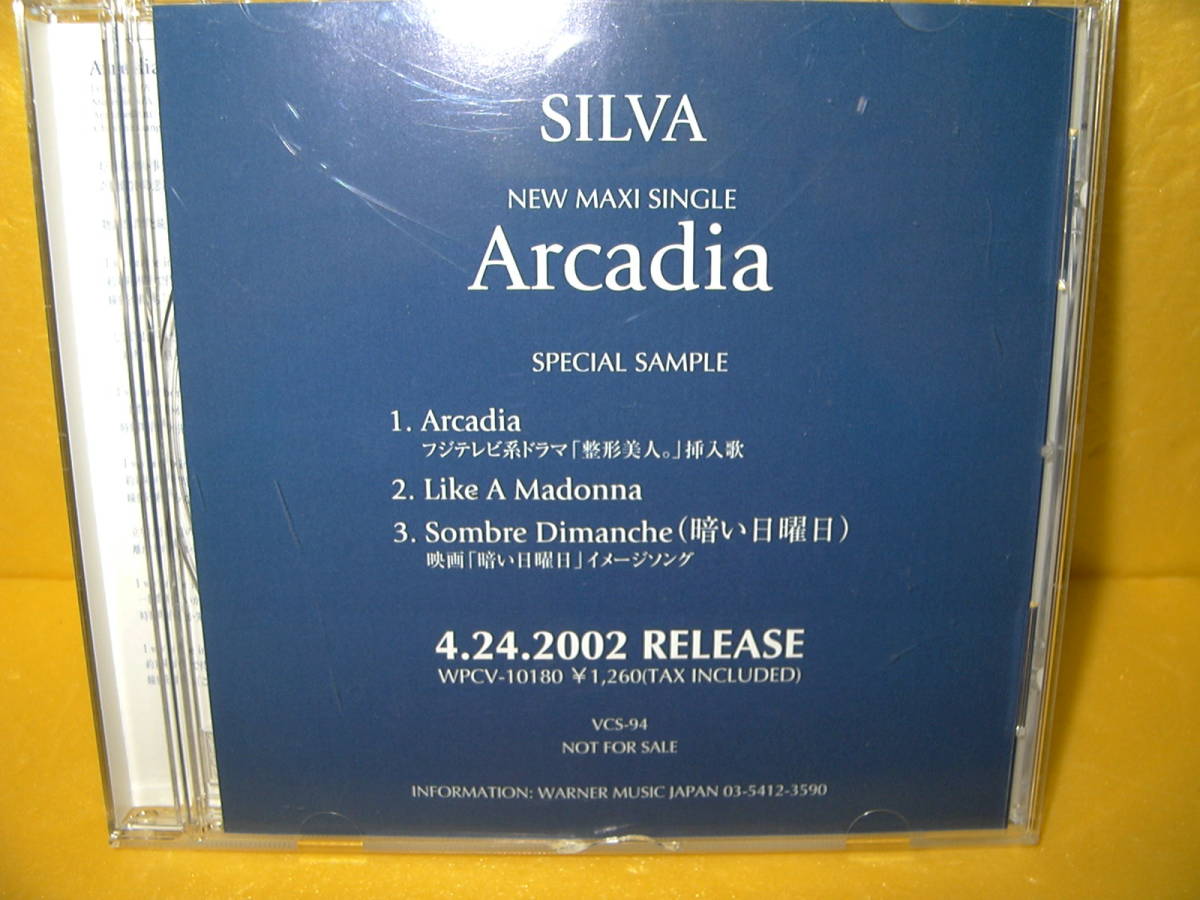 SILVA
NEW MAXI SINGLE
Arcadia
SPECIAL SAMPLE
1. Arcadia
フジテレビ系ドラマ「整形美人。」挿入歌
2. Like A Madonna
3. Sombre Dimanche（暗い日曜日）
映画「暗い日曜日」イメージソング
4.24.2002 RELEASE
WPCV-10180 ￥1,260(TAX INCLUDED)
VCS-94
NOT FOR SALE
INFORMATION: WARNER MUSIC JAPAN 03-5412-3590